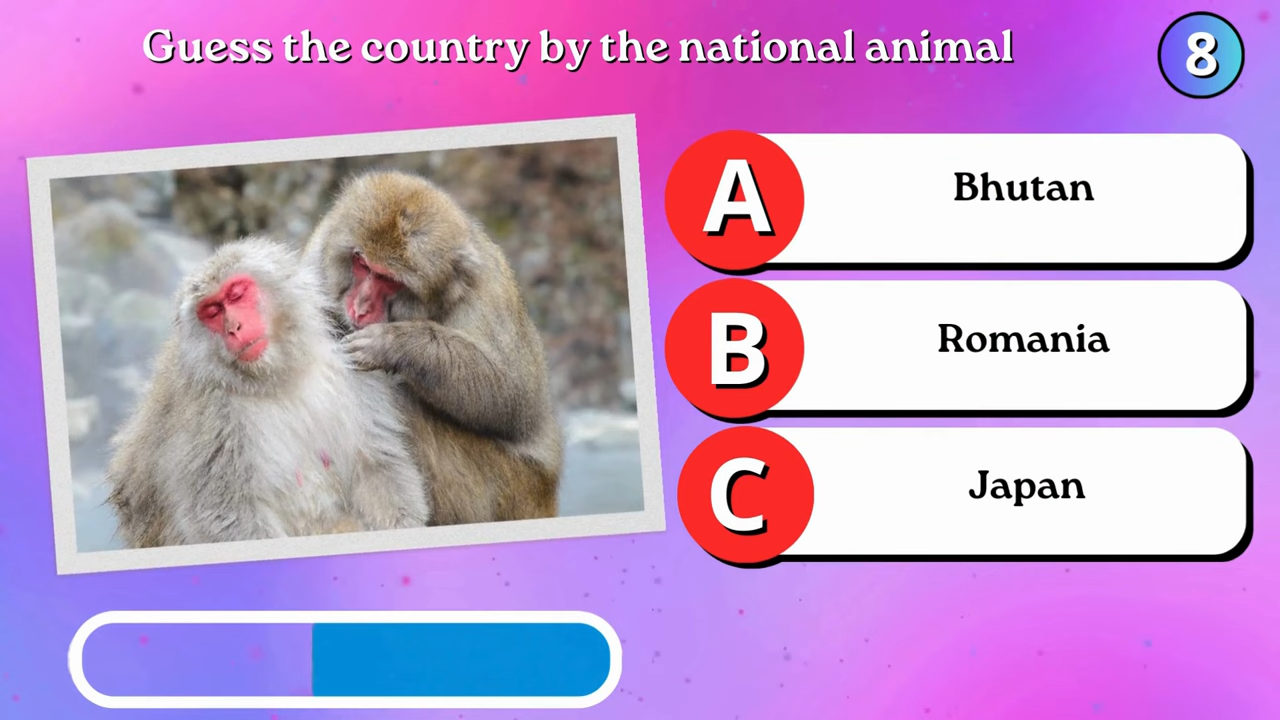 Guess the country by the national animal
8
A
Bhutan
B
Romania
C
Japan